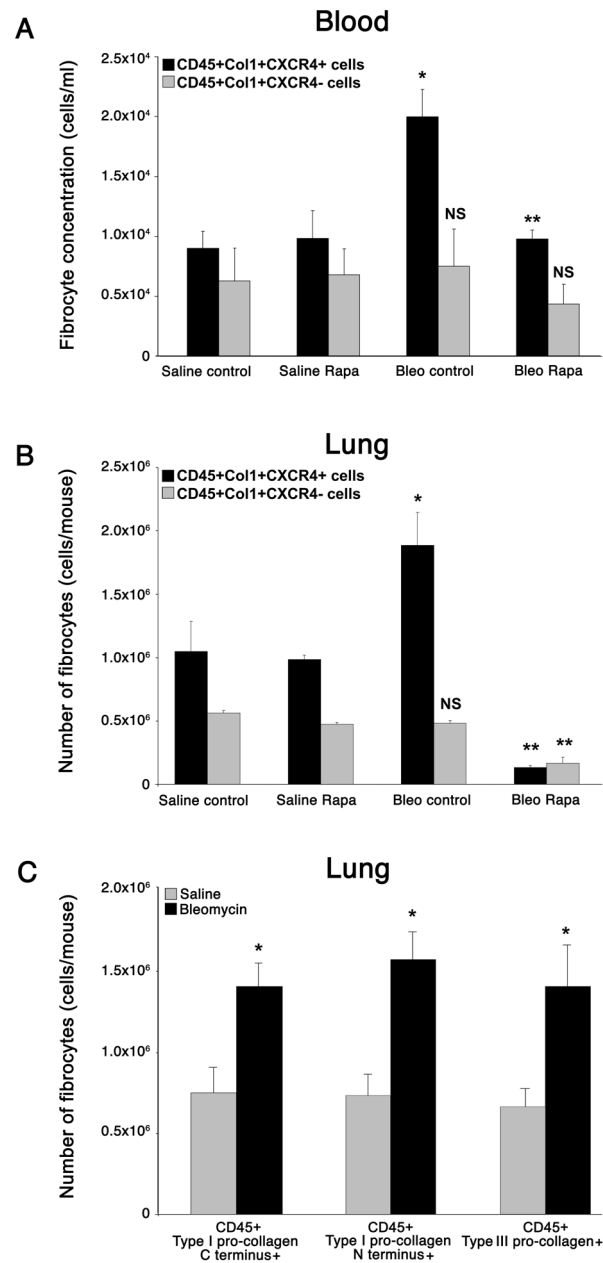 A
Blood
Fibrocyte concentration (cells/ml)
2.5x10⁴
2.0x10⁴
1.5x10⁴
1.0x10⁴
0.5x10⁴
0
CD45+Col1+CXCR4+ cells
CD45+Col1+CXCR4- cells
*
NS
**
NS
Saline control
Saline Rapa
Bleo control
Bleo Rapa
B
Lung
Number of fibrocytes (cells/mouse)
2.5x10⁶
2.0x10⁶
1.5x10⁶
1.0x10⁶
0.5x10⁶
0
CD45+Col1+CXCR4+ cells
CD45+Col1+CXCR4- cells
*
NS
**
**
Saline control
Saline Rapa
Bleo control
Bleo Rapa
C
Lung
Number of fibrocytes (cells/mouse)
2.0x10⁶
1.5x10⁶
1.0x10⁶
0.5x10⁶
0
Saline
Bleomycin
*
*
*
CD45+
Type I pro-collagen
C terminus+
CD45+
Type I pro-collagen
N terminus+
CD45+
Type III pro-collagen+